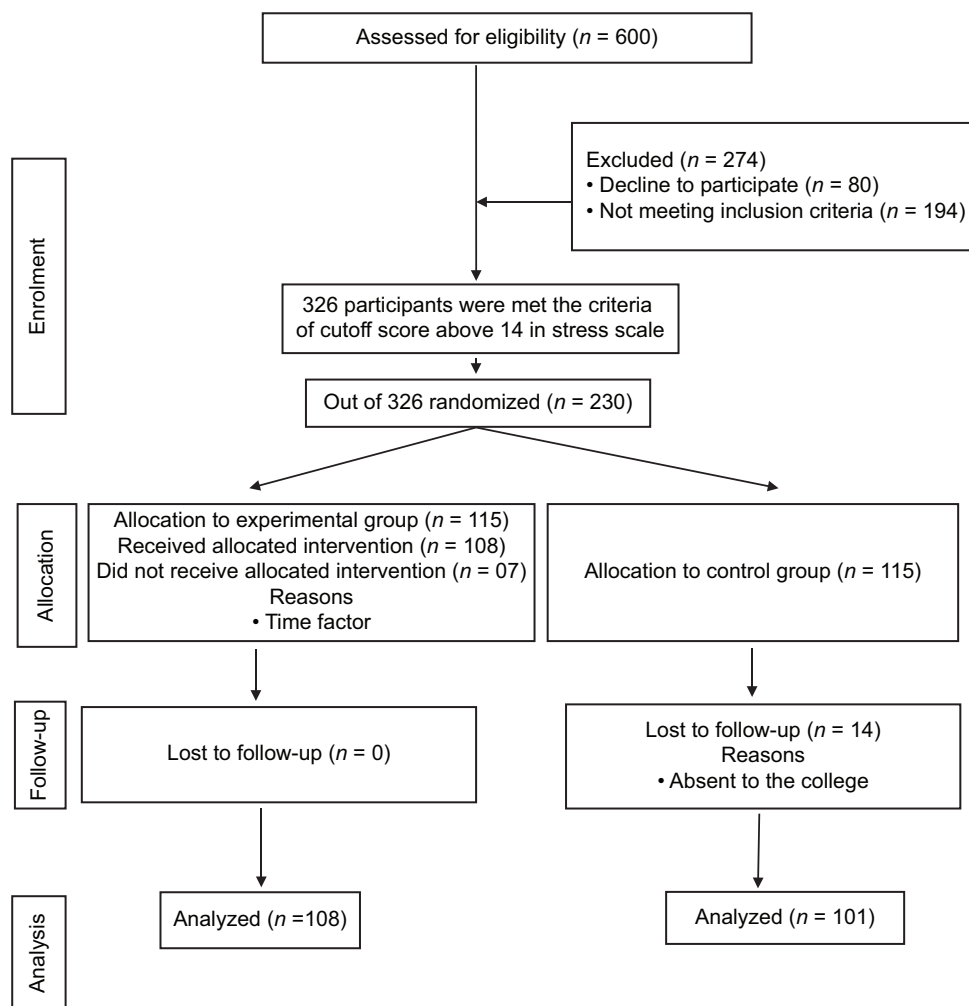 Assessed for eligibility (n = 600)
Excluded (n = 274)
• Decline to participate (n = 80)
• Not meeting inclusion criteria (n = 194)
Enrolment
326 participants were met the criteria
of cutoff score above 14 in stress scale
Out of 326 randomized (n = 230)
Allocation
Allocation to experimental group (n = 115)
Received allocated intervention (n = 108)
Did not receive allocated intervention (n = 07)
Reasons
• Time factor
Allocation to control group (n = 115)
Follow-up
Lost to follow-up (n = 0)
Lost to follow-up (n = 14)
Reasons
• Absent to the college
Analysis
Analyzed (n =108)
Analyzed (n = 101)